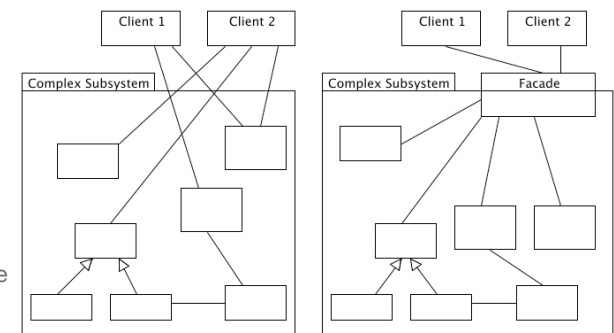 Client 1
Client 2
Complex Subsystem
Client 1
Client 2
Complex Subsystem
Facade
e